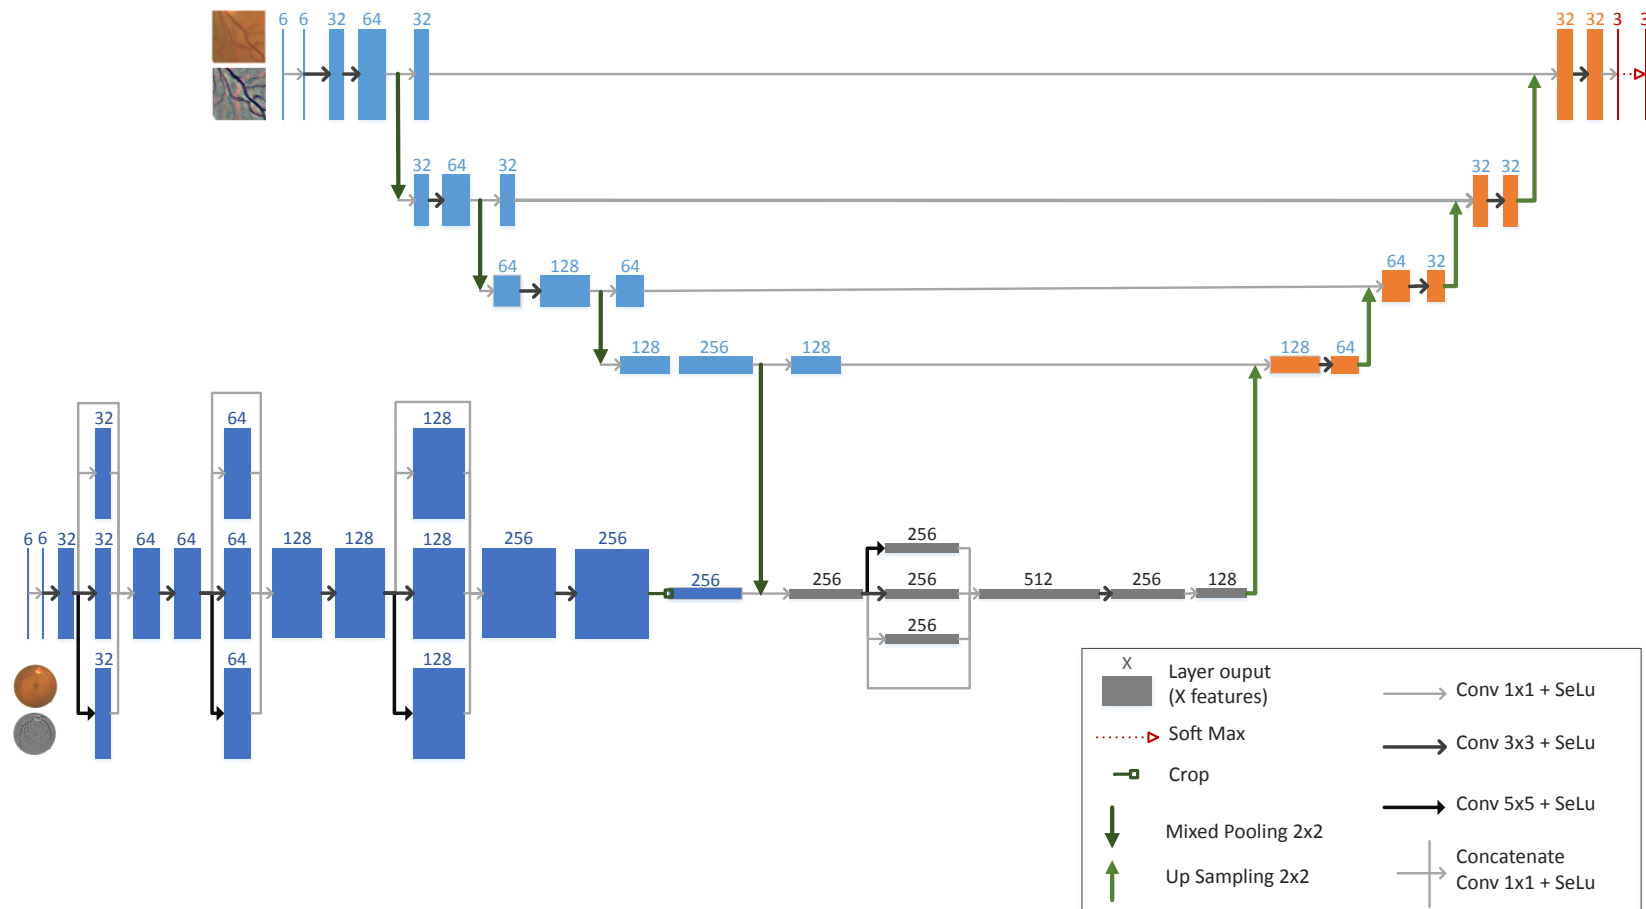 6 6 32 64 32 32 32 3 3
32 64 32 32 32
64 128 64 64 32
128 256 128 128 64
32 64 128
6 6 32 32 64 64 64 128 128 128 256 256 256 256 256 256 512 256 128
256
32 64 128
X
Layer ouput
(X features)
Soft Max
Crop
Mixed Pooling 2x2
Up Sampling 2x2
Conv 1x1 + SeLu
Conv 3x3 + SeLu
Conv 5x5 + SeLu
Concatenate
Conv 1x1 + SeLu